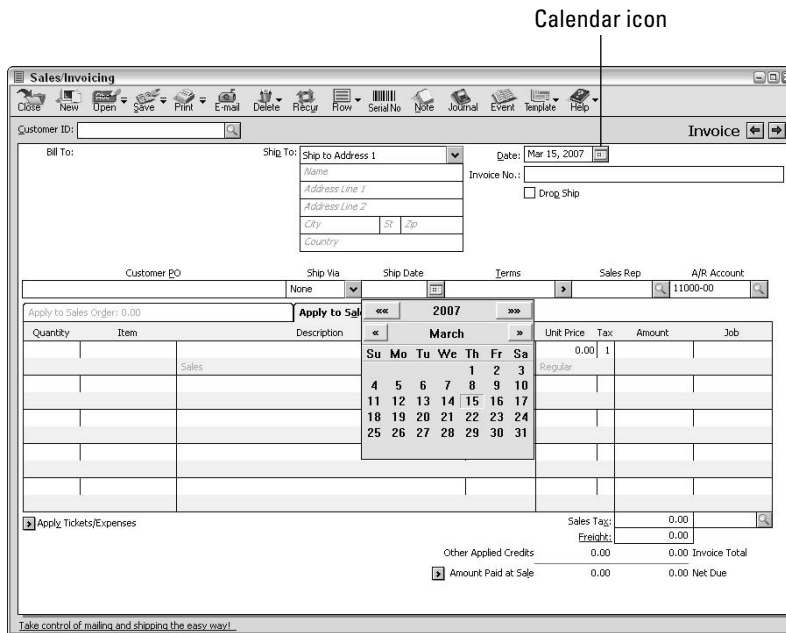 Calendar icon
Sales/Invoicing
Close New Open Save Print E-mail Delete Recur Row Serial No Note Journal Event Template Help
Customer ID: Invoice
Bill To: Ship To: Ship to Address 1 Date: Mar 15, 2007
Name Invoice No.:
Address Line 1 Drop Ship
Address Line 2
City St Zip
Country
Customer PO Ship Via Ship Date Terms Sales Rep A/R Account
None 11000-00
Apply to Sales Order: 0.00 Apply to Sal «« 2007 »»
Quantity Item Description « March » Unit Price Tax Amount Job
Su Mo Tu We Th Fr Sa 0.00 1
Sales 1 2 3 Regular
4 5 6 7 8 9 10
11 12 13 14 15 16 17
18 19 20 21 22 23 24
25 26 27 28 29 30 31
Apply Tickets/Expenses Sales Tax: 0.00
Freight: 0.00
Other Applied Credits 0.00 0.00 Invoice Total
Amount Paid at Sale 0.00 0.00 Net Due
Take control of mailing and shipping the easy way!